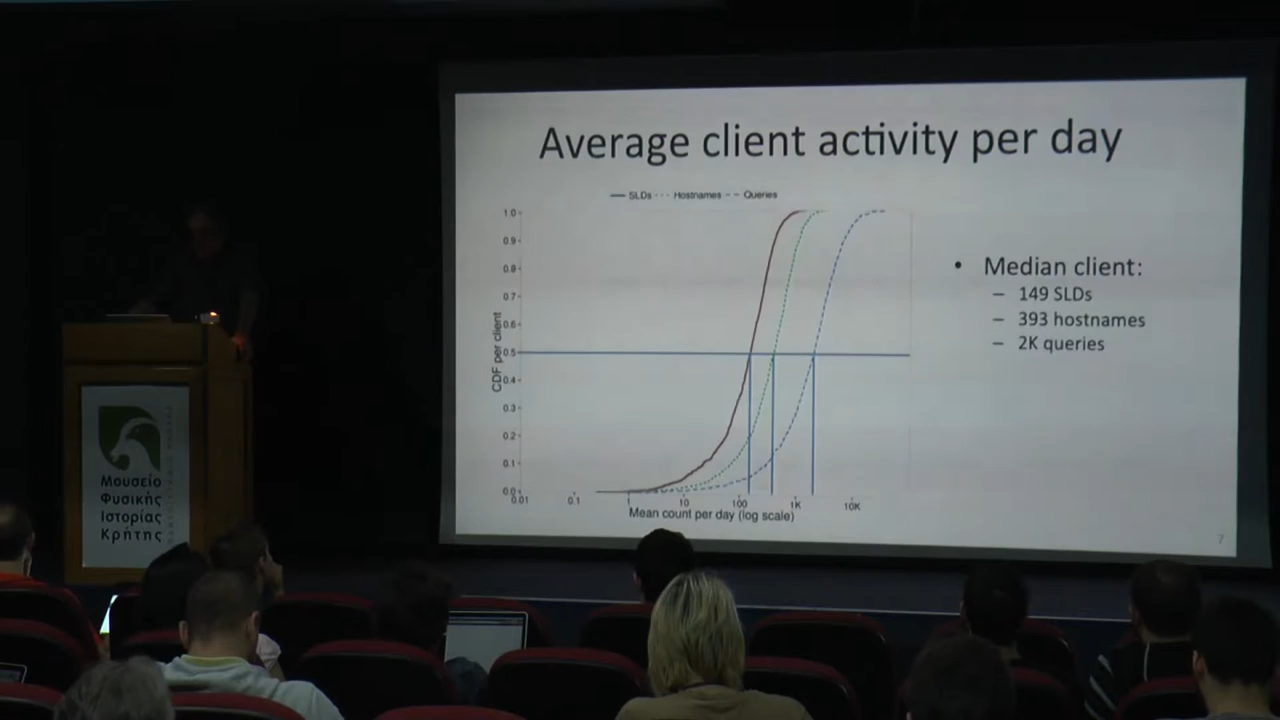 Average client activity per day
SLDs Hostnames Queries
1.0
0.9
0.8
0.7
0.6
0.5
0.4
0.3
0.2
0.1
0.0
CDF per client
0.01 0.1 1 10 100 1K 10K
Mean count per day (log scale)
• Median client:
– 149 SLDs
– 393 hostnames
– 2K queries
7
Μουσείο
Φυσικής
Ιστορίας
Κρήτης